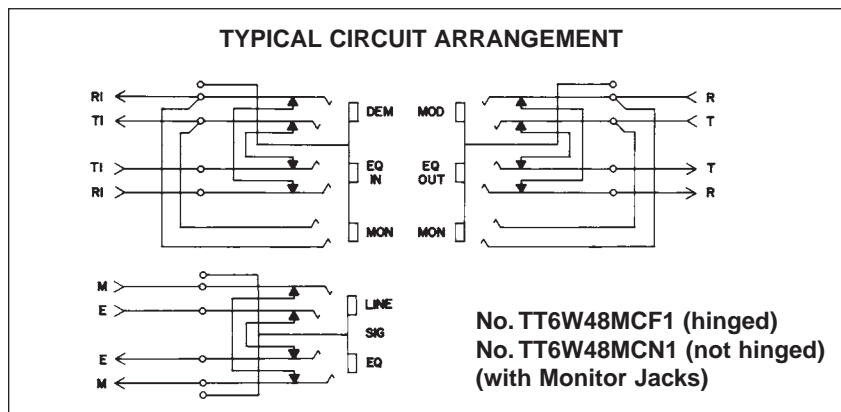 TYPICAL CIRCUIT ARRANGEMENT
RI DEM MOD R
TI T
TI EQ IN EQ OUT T
RI R
MON MON
M LINE
E SIG
E EQ
M
No. TT6W48MCF1 (hinged)
No. TT6W48MCN1 (not hinged)
(with Monitor Jacks)